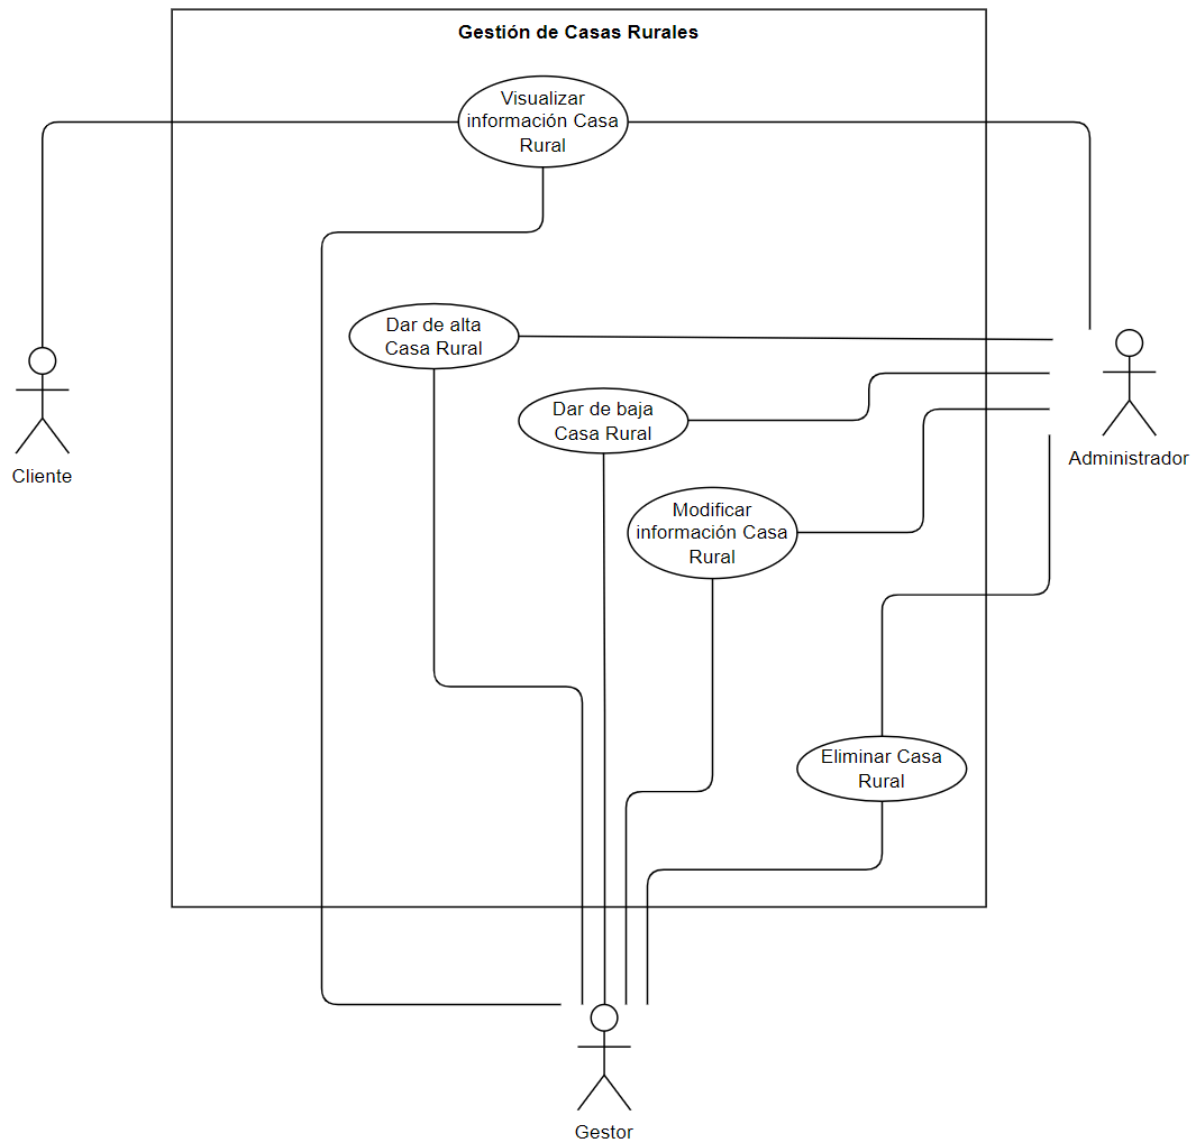 Gestión de Casas Rurales
Visualizar
información Casa
Rural
Dar de alta
Casa Rural
Dar de baja
Casa Rural
Cliente
Administrador
Modificar
información Casa
Rural
Eliminar Casa
Rural
Gestor